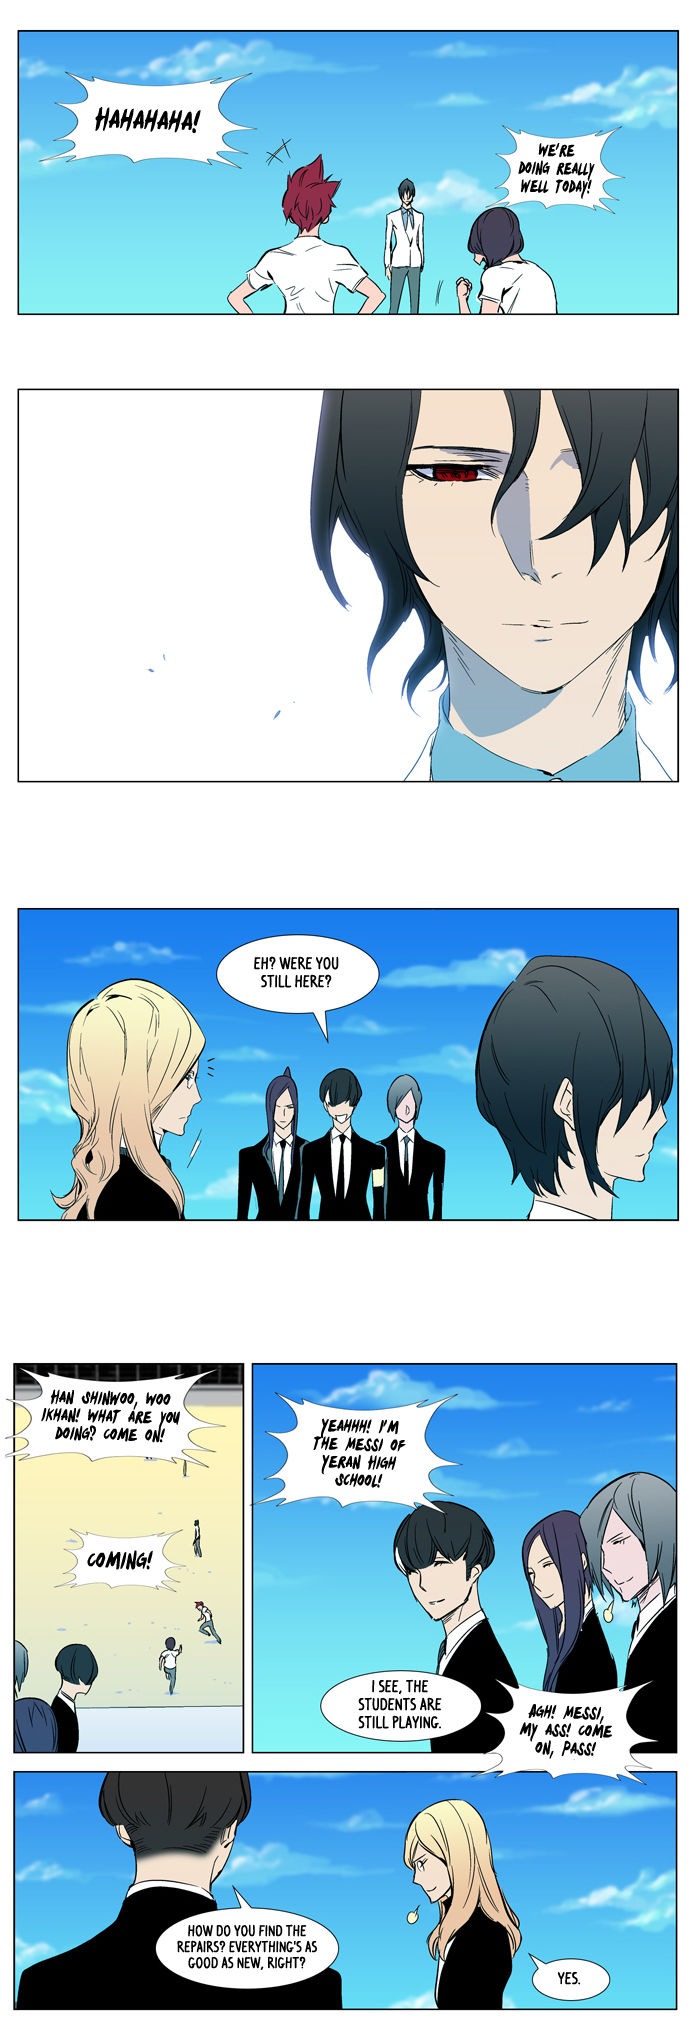 HAHAHAHA!
WE'RE
DOING REALLY
WELL TODAY!
EH? WERE YOU
STILL HERE?
HAN SHINWOO, WOO
IKHAN! WHAT ARE YOU
DOING? COME ON!
COMING!
YEAHHH! I'M
THE MESSI OF
YERAN HIGH
SCHOOL!
I SEE, THE
STUDENTS ARE
STILL PLAYING.
AGH! MESSI,
MY ASS! COME
ON, PASS!
HOW DO YOU FIND THE
REPAIRS? EVERYTHING'S AS
GOOD AS NEW, RIGHT?
YES.